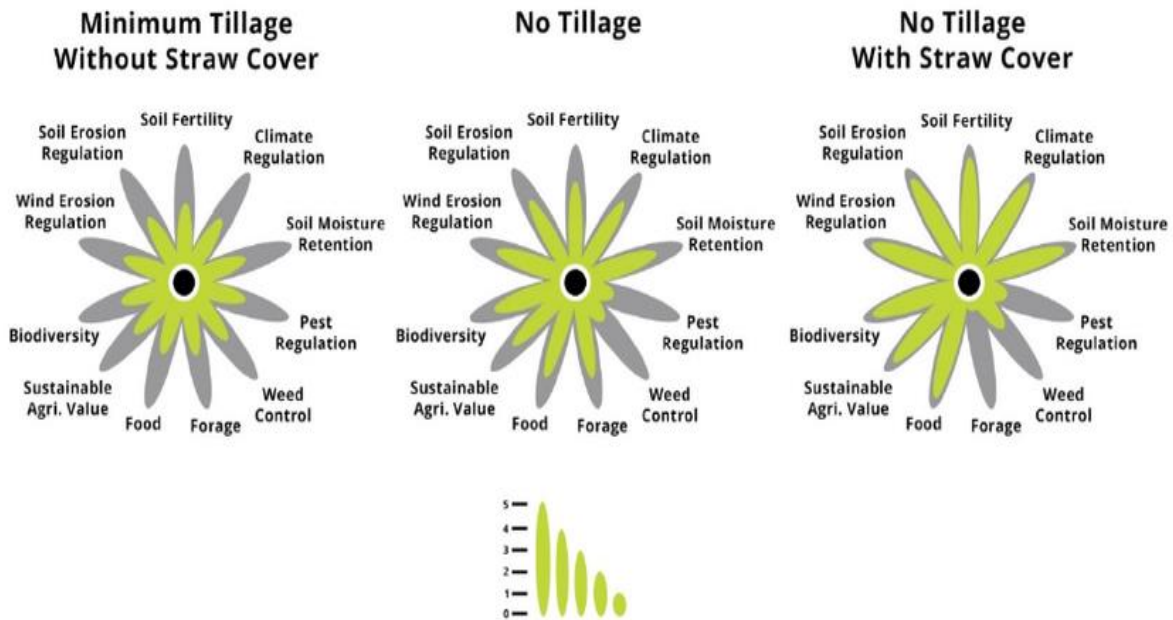 Minimum Tillage
Without Straw Cover
Soil Fertility
Soil Erosion
Regulation
Climate
Regulation
Wind Erosion
Regulation
Soil Moisture
Retention
Biodiversity
Pest
Regulation
Sustainable
Agri. Value
Food
Forage
Weed
Control
No Tillage
Soil Fertility
Soil Erosion
Regulation
Climate
Regulation
Wind Erosion
Regulation
Soil Moisture
Retention
Biodiversity
Pest
Regulation
Sustainable
Agri. Value
Food
Forage
Weed
Control
No Tillage
With Straw Cover
Soil Fertility
Soil Erosion
Regulation
Climate
Regulation
Wind Erosion
Regulation
Soil Moisture
Retention
Biodiversity
Pest
Regulation
Sustainable
Agri. Value
Food
Forage
Weed
Control
5
4
3
2
1
0